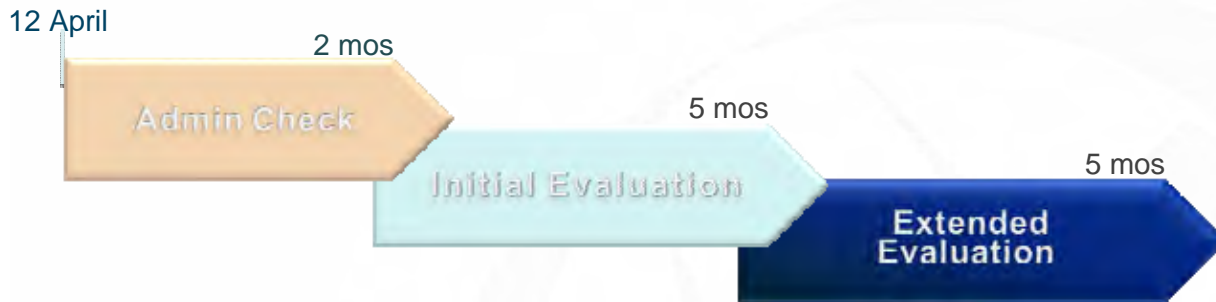 12 April
2 mos
Admin Check
5 mos
Initial Evaluation
5 mos
Extended
Evaluation